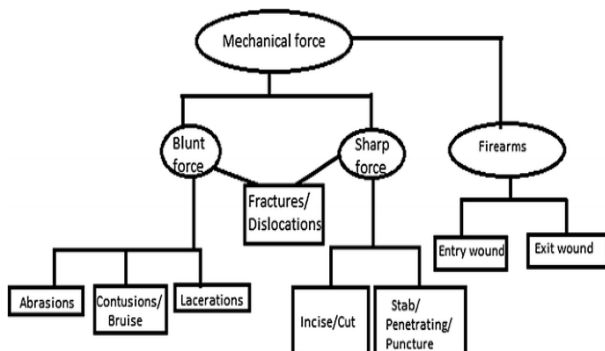 Mechanical force
Blunt
force
Sharp
force
Firearms
Fractures/
Dislocations
Entry wound
Exit wound
Abrasions
Contusions/
Bruise
Lacerations
Incise/Cut
Stab/
Penetrating/
Puncture